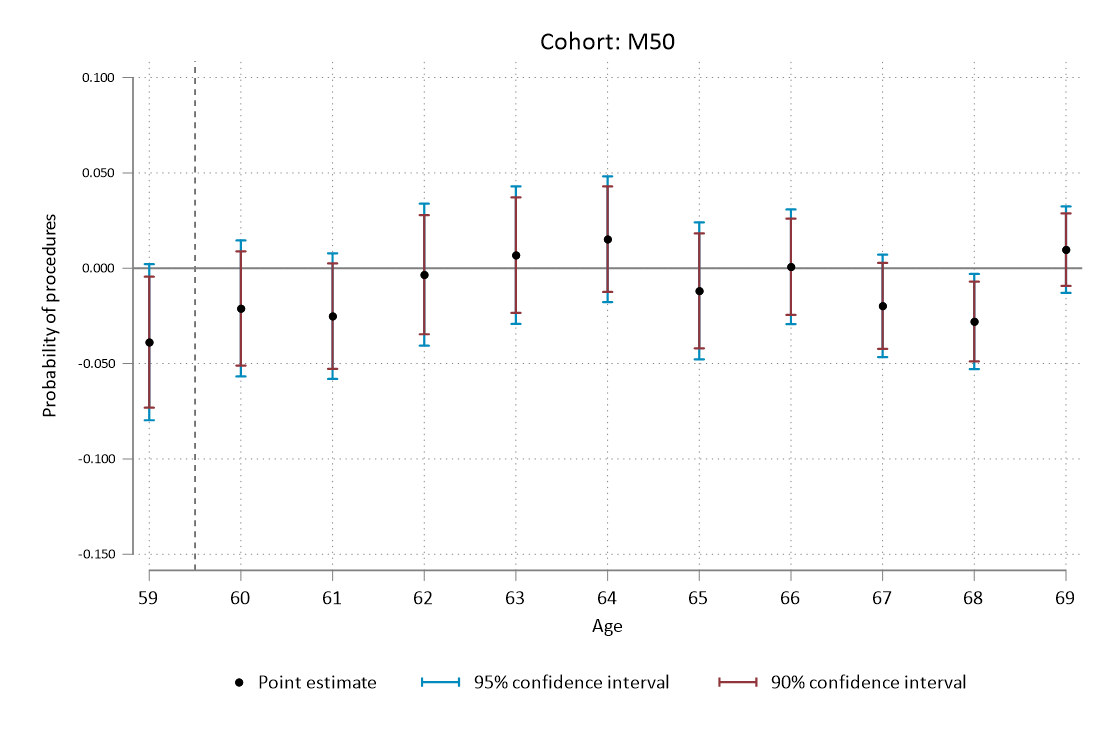 Cohort: M50
0.100
0.050
0.000
-0.050
-0.100
-0.150
Probability of procedures
59 60 61 62 63 64 65 66 67 68 69
Age
Point estimate 95% confidence interval 90% confidence interval